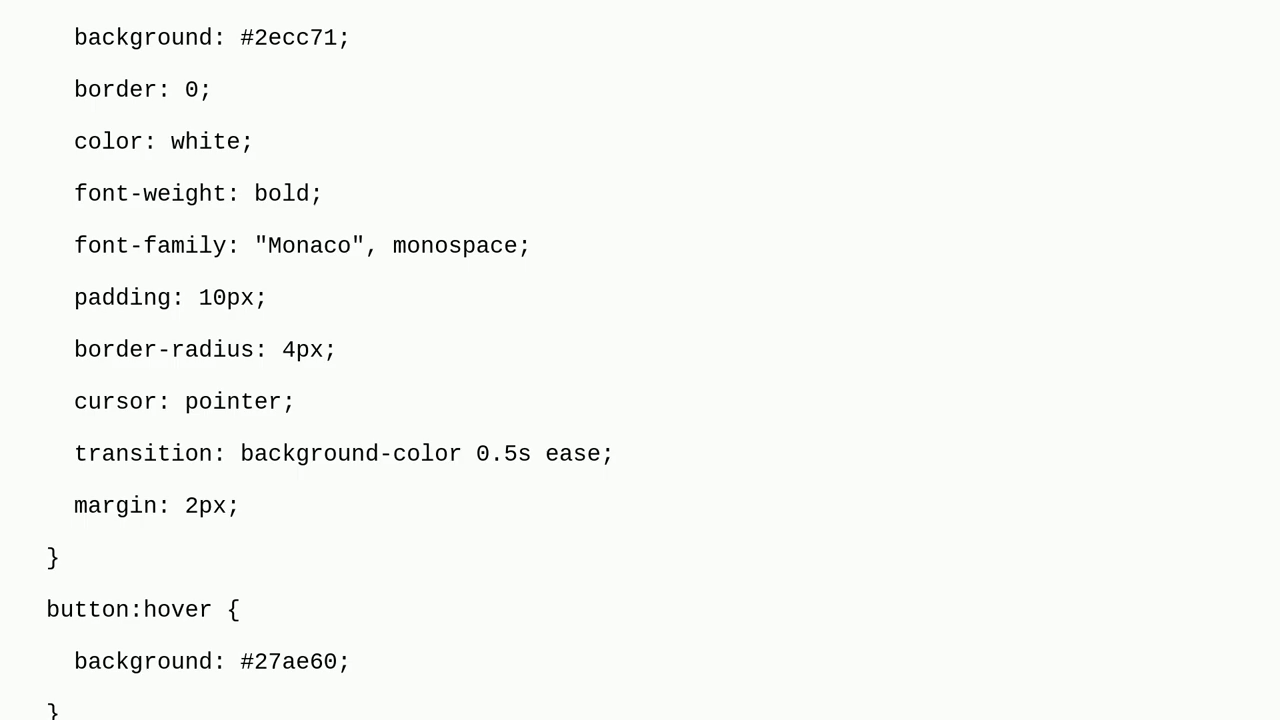 background: #2ecc71;
border: 0;
color: white;
font-weight: bold;
font-family: "Monaco", monospace;
padding: 10px;
border-radius: 4px;
cursor: pointer;
transition: background-color 0.5s ease;
margin: 2px;
}
button:hover {
background: #27ae60;
}